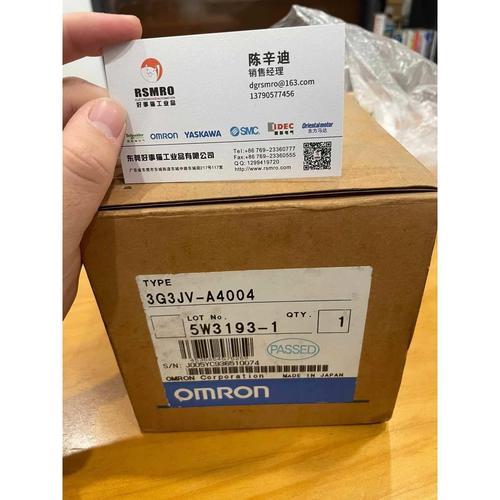 RSMRO
好事猫工业品
陈辛迪
销售经理
dgrsmro@163.com
13790577456
Schneider
OMRON
YASKAWA
SMC
IDEC
Orientalmotor
东方马达
东莞好事猫工业品有限公司
Tel:+86 769-23360777
Fax:+86 769-23360555
QQ:1299419720
http://www.rsmro.com
TYPE
3G3JV-A4004
LOT No.
5W3193-1
QTY.
1
PASSED
S/N: J005YC936510074
OMRON Corporation
MADE IN JAPAN
OMRON